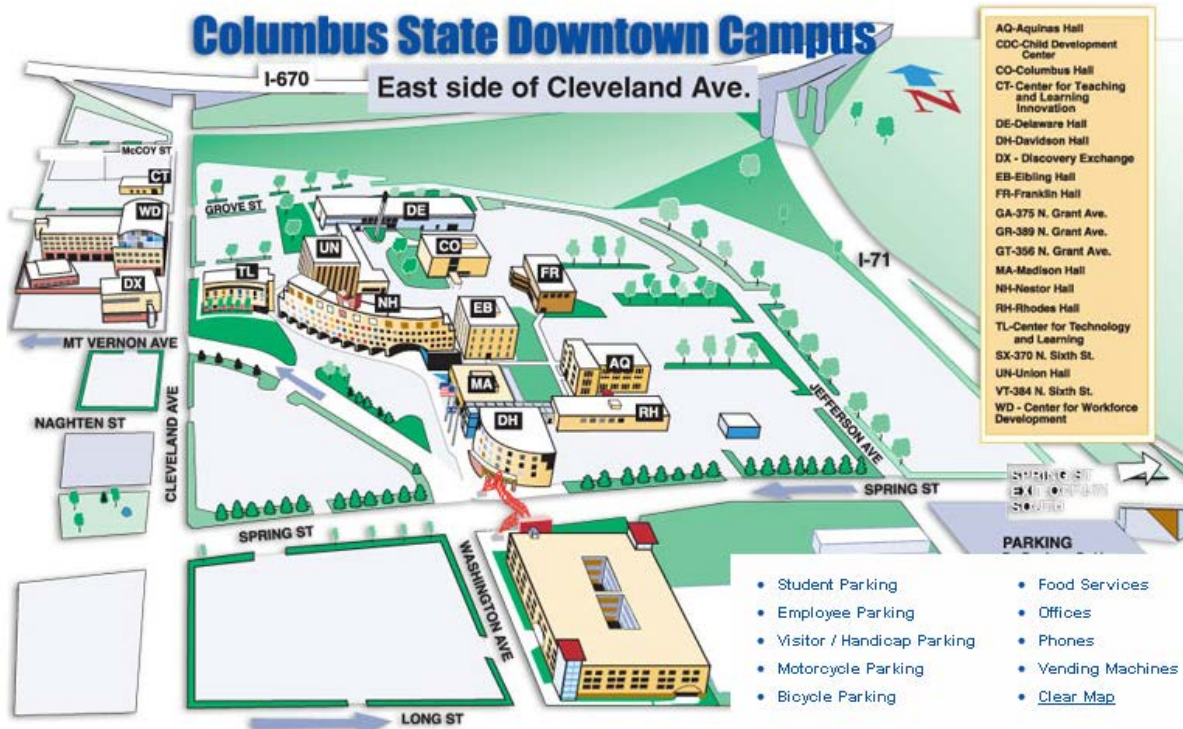 Columbus State Downtown Campus
East side of Cleveland Ave.
I-670
N
McCOY ST
CT
WD
GROVE ST
DE
UN
CO
TL
FR
DX
NH
EB
I-71
MT VERNON AVE
AQ
MA
NAGHTEN ST
CLEVELAND AVE
DH
RH
JEFFERSON AVE
SPRING ST
SPRING ST
WASHINGTON AVE
LONG ST
SPRING ST
EXIT OFF I-71
SOUTH
PARKING
AQ-Aquinas Hall
CDC-Child Development
Center
CO-Columbus Hall
CT- Center for Teaching
and Learning
Innovation
DE-Delaware Hall
DH-Davidson Hall
DX - Discovery Exchange
EB-Eibling Hall
FR-Franklin Hall
GA-375 N. Grant Ave.
GR-389 N. Grant Ave.
GT-356 N. Grant Ave.
MA-Madison Hall
NH-Nestor Hall
RH-Rhodes Hall
TL-Center for Technology
and Learning
SX-370 N. Sixth St.
UN-Union Hall
VT-384 N. Sixth St.
WD - Center for Workforce
Development
• Student Parking
• Employee Parking
• Visitor / Handicap Parking
• Motorcycle Parking
• Bicycle Parking
• Food Services
• Offices
• Phones
• Vending Machines
• Clear Map